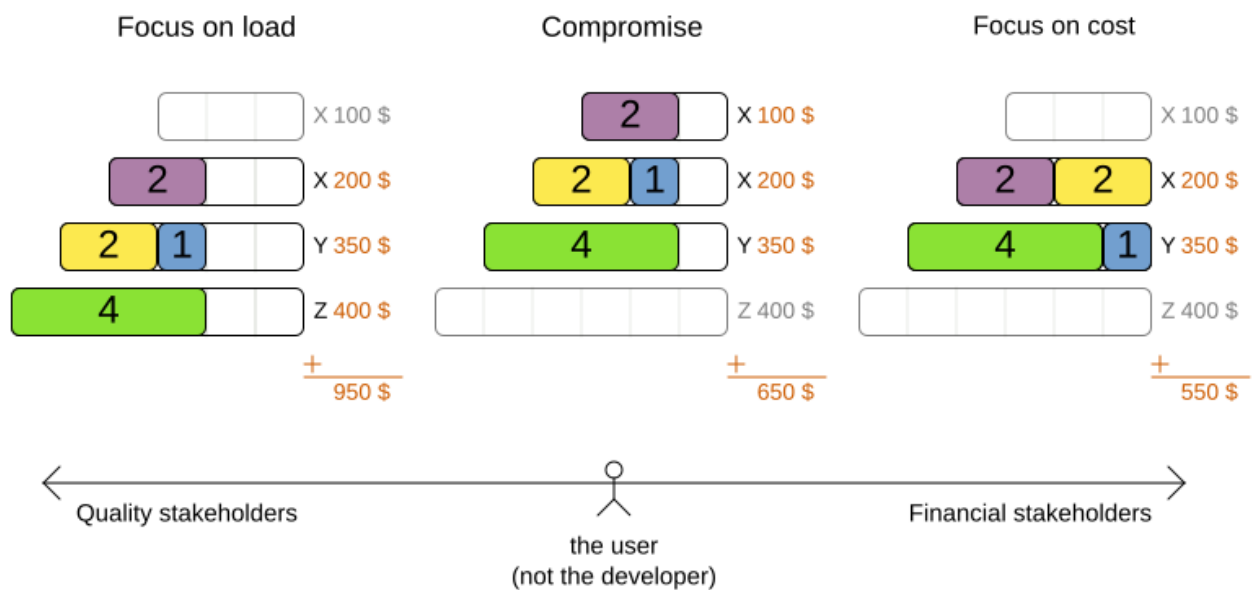 Focus on load
Compromise
Focus on cost
X 100 $
2 X 200 $
2 1 Y 350 $
4 Z 400 $
+
950 $
2 X 100 $
2 1 X 200 $
4 Y 350 $
Z 400 $
+
650 $
X 100 $
2 2 X 200 $
4 1 Y 350 $
Z 400 $
+
550 $
Quality stakeholders
the user
(not the developer)
Financial stakeholders